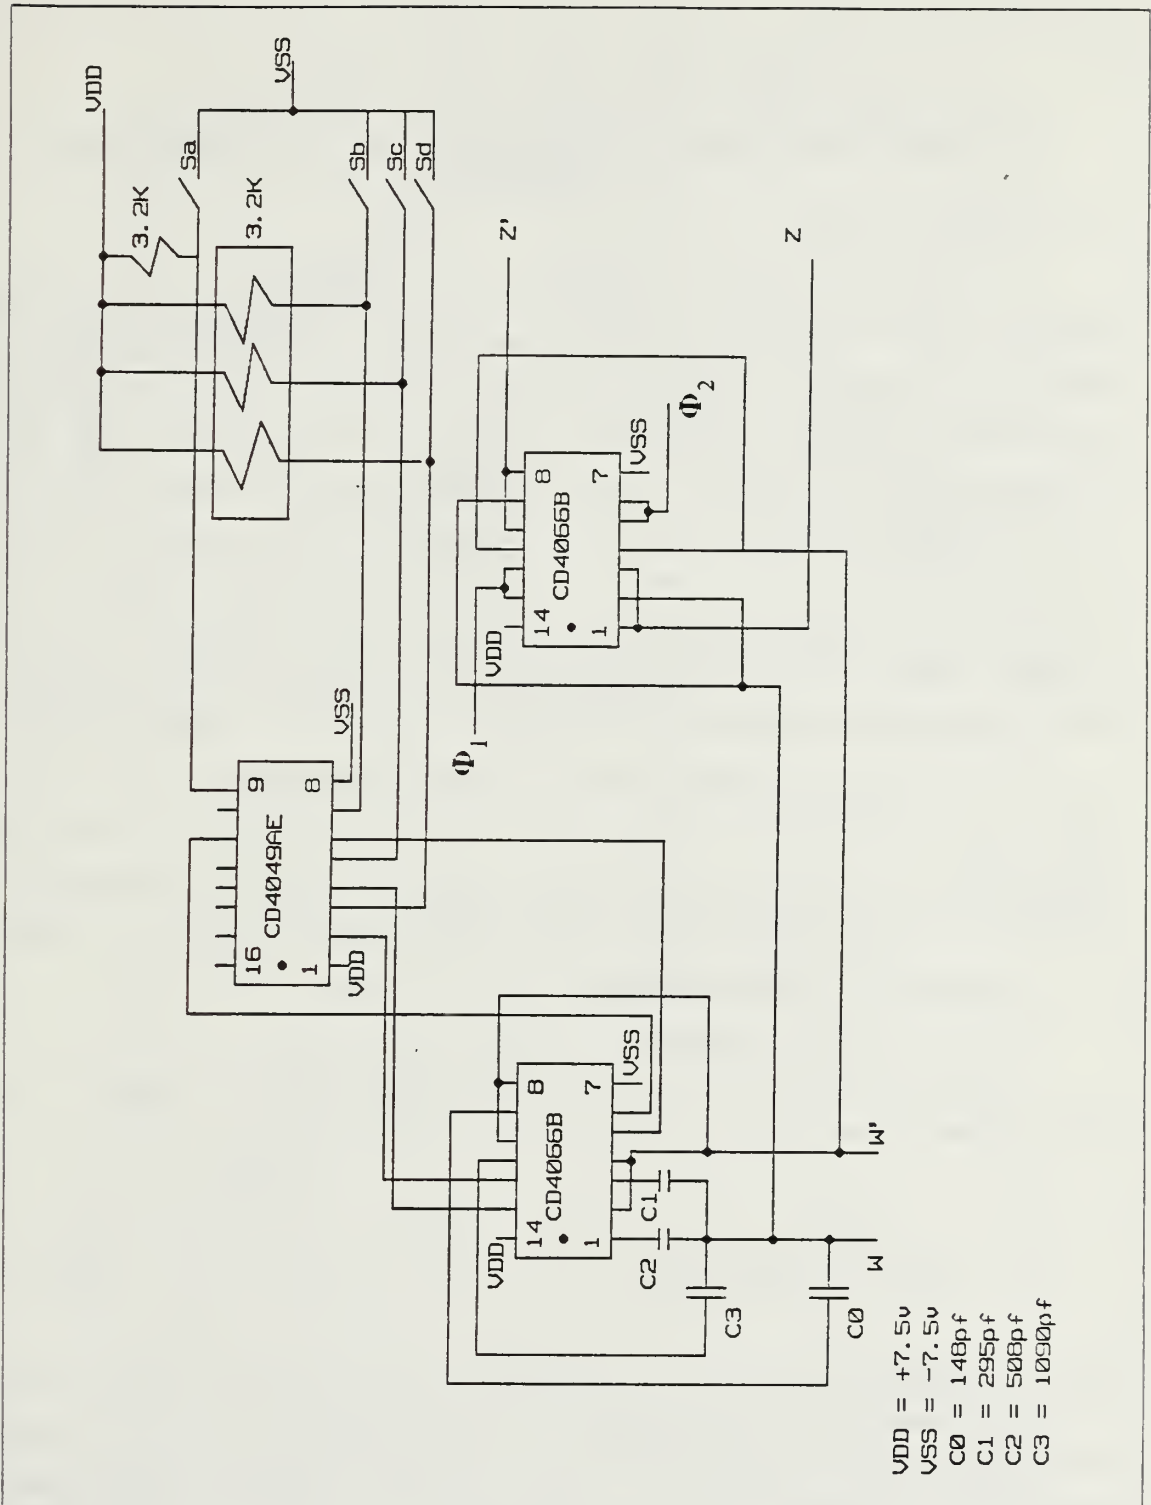 VDD
VSS
Sa
3.2K
3.2K
Sb
Sc
Sd
Z'
Z
Φ2
8
7
VSS
CD4066B
14
1
VDD
Φ1
9
8
VSS
CD4049AE
16
1
VDD
8
7
VSS
CD4066B
14
1
VDD
C1
C2
C3
C0
W'
W
VDD = +7.5v
VSS = -7.5v
C0 = 148pf
C1 = 295pf
C2 = 508pf
C3 = 1090pf